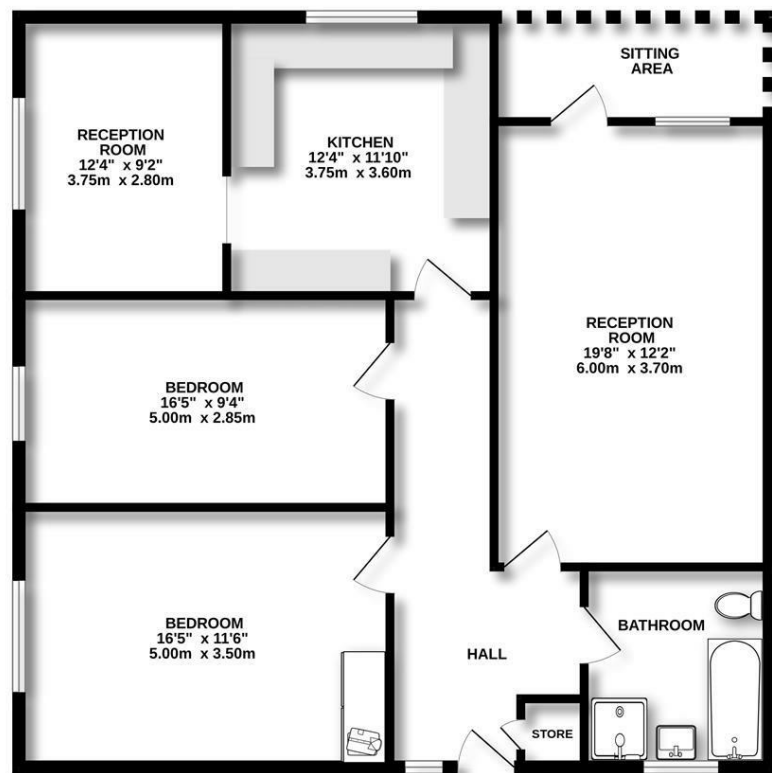 SITTING
AREA
RECEPTION
ROOM
12'4" x 9'2"
3.75m x 2.80m
KITCHEN
12'4" x 11'10"
3.75m x 3.60m
RECEPTION
ROOM
19'8" x 12'2"
6.00m x 3.70m
BEDROOM
16'5" x 9'4"
5.00m x 2.85m
BEDROOM
16'5" x 11'6"
5.00m x 3.50m
HALL
BATHROOM
STORE